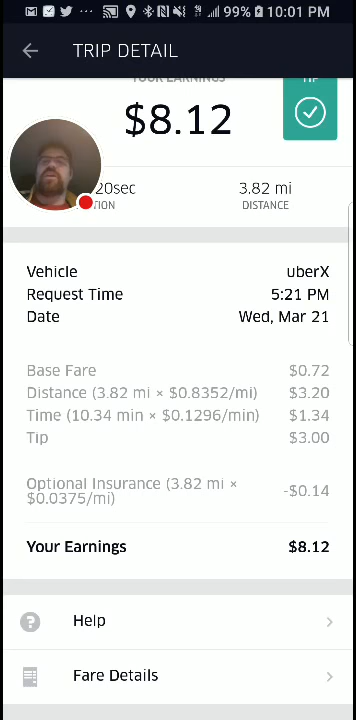 99% 10:01 PM
TRIP DETAIL
YOUR EARNINGS
TIP
$8.12
20sec
3.82 mi
TION
DISTANCE
Vehicle uberX
Request Time 5:21 PM
Date Wed, Mar 21
Base Fare $0.72
Distance (3.82 mi × $0.8352/mi) $3.20
Time (10.34 min × $0.1296/min) $1.34
Tip $3.00
Optional Insurance (3.82 mi × -$0.14
$0.0375/mi)
Your Earnings $8.12
Help
Fare Details